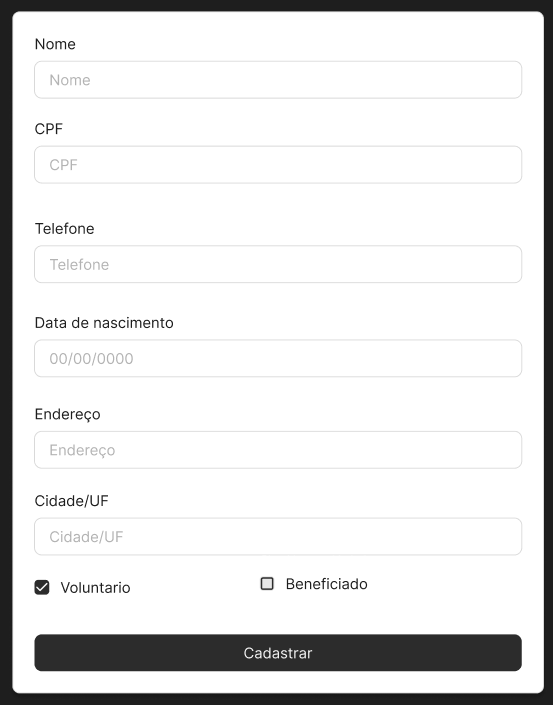 Nome
Nome
CPF
CPF
Telefone
Telefone
Data de nascimento
00/00/0000
Endereço
Endereço
Cidade/UF
Cidade/UF
Voluntario
Beneficiado
Cadastrar